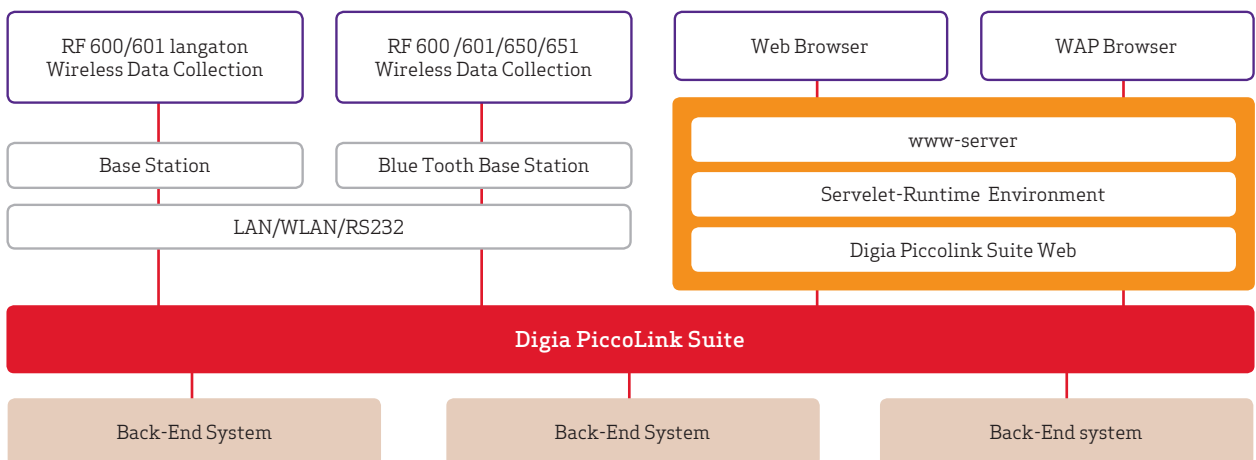 RF 600/601 langaton
Wireless Data Collection
RF 600 /601/650/651
Wireless Data Collection
Web Browser
WAP Browser
Base Station
Blue Tooth Base Station
LAN/WLAN/RS232
www-server
Servelet-Runtime Environment
Digia Piccolink Suite Web
Digia PiccoLink Suite
Back-End System
Back-End System
Back-End system